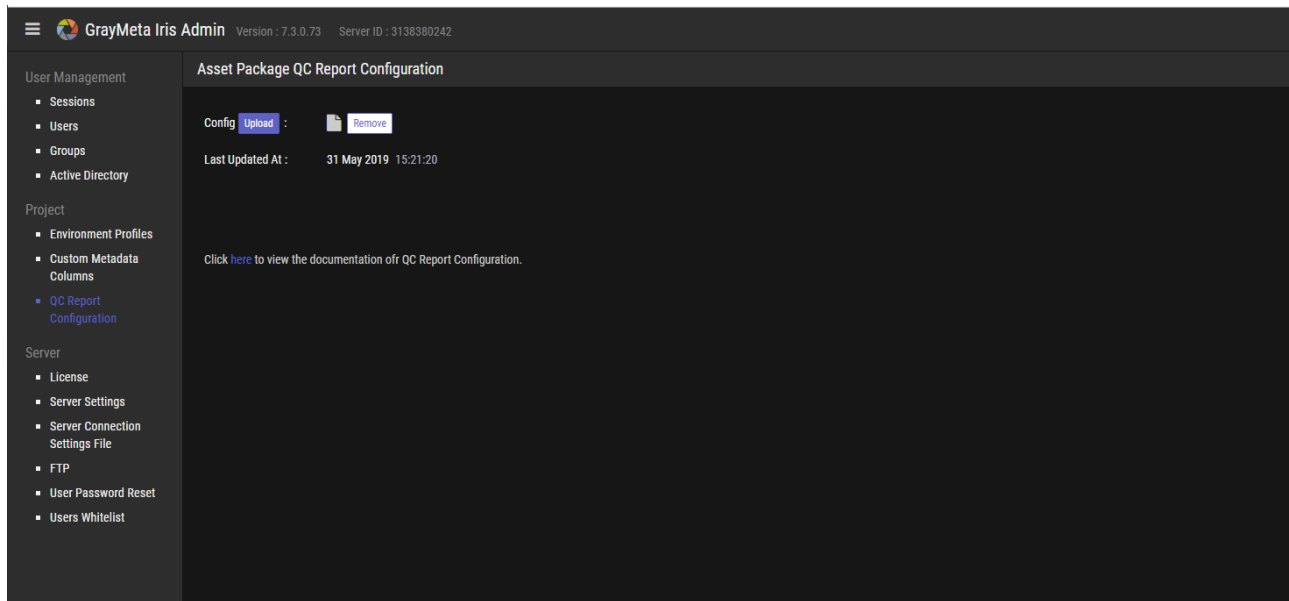 GrayMeta Iris Admin Version : 7.3.0.73 Server ID : 3138380242
User Management
Sessions
Users
Groups
Active Directory
Project
Environment Profiles
Custom Metadata
Columns
QC Report
Configuration
Server
License
Server Settings
Server Connection
Settings File
FTP
User Password Reset
Users Whitelist
Asset Package QC Report Configuration
Config Upload : Remove
Last Updated At : 31 May 2019 15:21:20
Click here to view the documentation ofr QC Report Configuration.